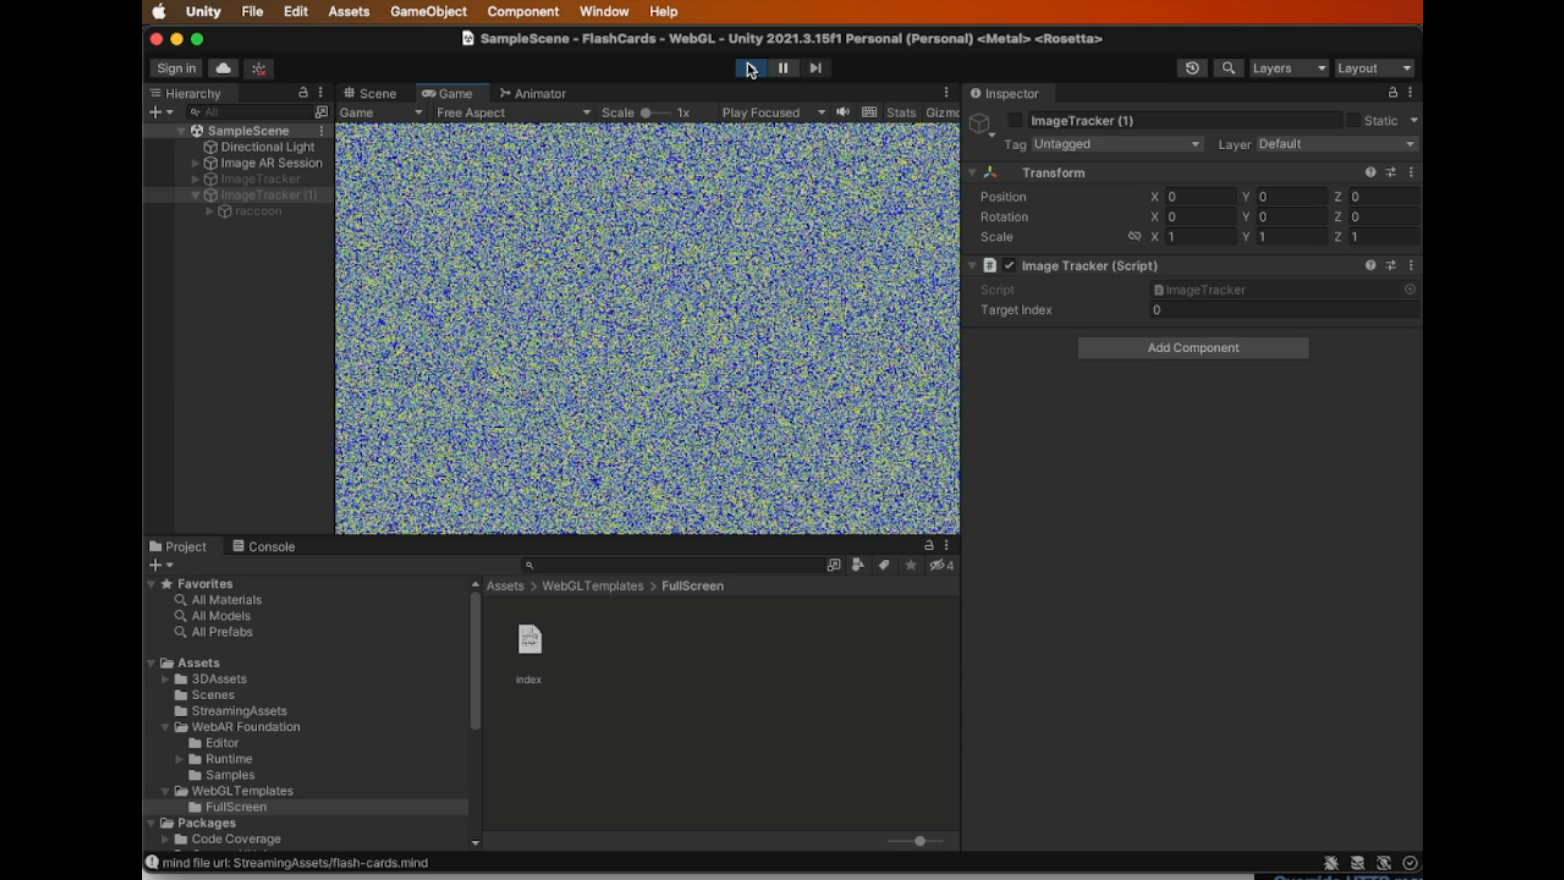 Unity File Edit Assets GameObject Component Window Help
SampleScene - FlashCards - WebGL - Unity 2021.3.15f1 Personal (Personal) <Metal> <Rosetta>
Sign in
Layers
Layout
Hierarchy
Scene
Game
Animator
Inspector
All
Game
Free Aspect
Scale
1x
Play Focused
Stats
Gizmo
ImageTracker (1)
Static
SampleScene
Directional Light
Image AR Session
ImageTracker
ImageTracker (1)
raccoon
Tag Untagged
Layer Default
Transform
Position X 0 Y 0 Z 0
Rotation X 0 Y 0 Z 0
Scale X 1 Y 1 Z 1
Image Tracker (Script)
Script ImageTracker
Target Index 0
Add Component
Project
Console
4
Favorites
All Materials
All Models
All Prefabs
Assets
3DAssets
Scenes
StreamingAssets
WebAR Foundation
Editor
Runtime
Samples
WebGLTemplates
FullScreen
Packages
Code Coverage
Assets > WebGLTemplates > FullScreen
index
mind file url: StreamingAssets/flash-cards.mind